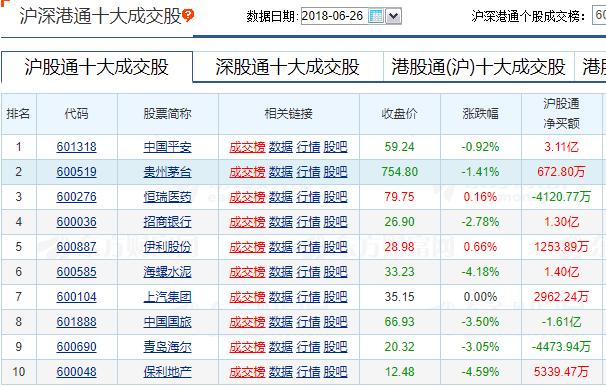 沪深港通十大成交股?
数据日期: 2018-06-26
沪深港通个股成交榜: 60
沪股通十大成交股 深股通十大成交股 港股通(沪)十大成交股 港股
排名 代码 股票简称 相关链接 收盘价 涨跌幅 沪股通净买额
1 601318 中国平安 成交榜 数据 行情 股吧 59.24 -0.92% 3.11亿
2 600519 贵州茅台 成交榜 数据 行情 股吧 754.80 -1.41% 672.80万
3 600276 恒瑞医药 成交榜 数据 行情 股吧 79.75 0.16% -4120.77万
4 600036 招商银行 成交榜 数据 行情 股吧 26.90 -2.78% 1.30亿
5 600887 伊利股份 成交榜 数据 行情 股吧 28.98 0.66% 1253.89万
6 600585 海螺水泥 成交榜 数据 行情 股吧 33.23 -4.18% 1.40亿
7 600104 上汽集团 成交榜 数据 行情 股吧 35.15 0.00% 2962.24万
8 601888 中国国旅 成交榜 数据 行情 股吧 66.93 -3.50% -1.61亿
9 600690 青岛海尔 成交榜 数据 行情 股吧 20.32 -3.05% -4473.94万
10 600048 保利地产 成交榜 数据 行情 股吧 12.48 -4.59% 5339.47万